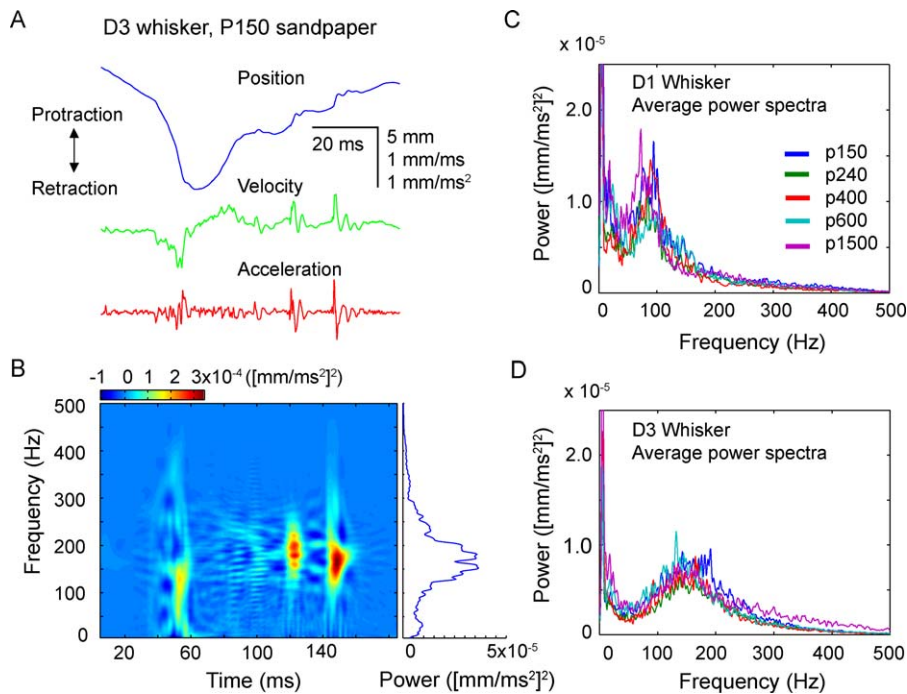 A
D3 whisker, P150 sandpaper
Position
Protraction
Retraction
20 ms
5 mm
1 mm/ms
1 mm/ms²
Velocity
Acceleration
B
-1 0 1 2 3x10⁻⁴ ([mm/ms²]²)
Frequency (Hz)
500
400
300
200
100
0
20 60 100 140
Time (ms)
0 5x10⁻⁵
Power ([mm/ms²]²)
C
x 10⁻⁵
D1 Whisker
Average power spectra
p150
p240
p400
p600
p1500
Power ([mm/ms²]²)
2.0
1.0
0
0 100 200 300 400 500
Frequency (Hz)
D
x 10⁻⁵
D3 Whisker
Average power spectra
Power ([mm/ms²]²)
2.0
1.0
0
0 100 200 300 400 500
Frequency (Hz)